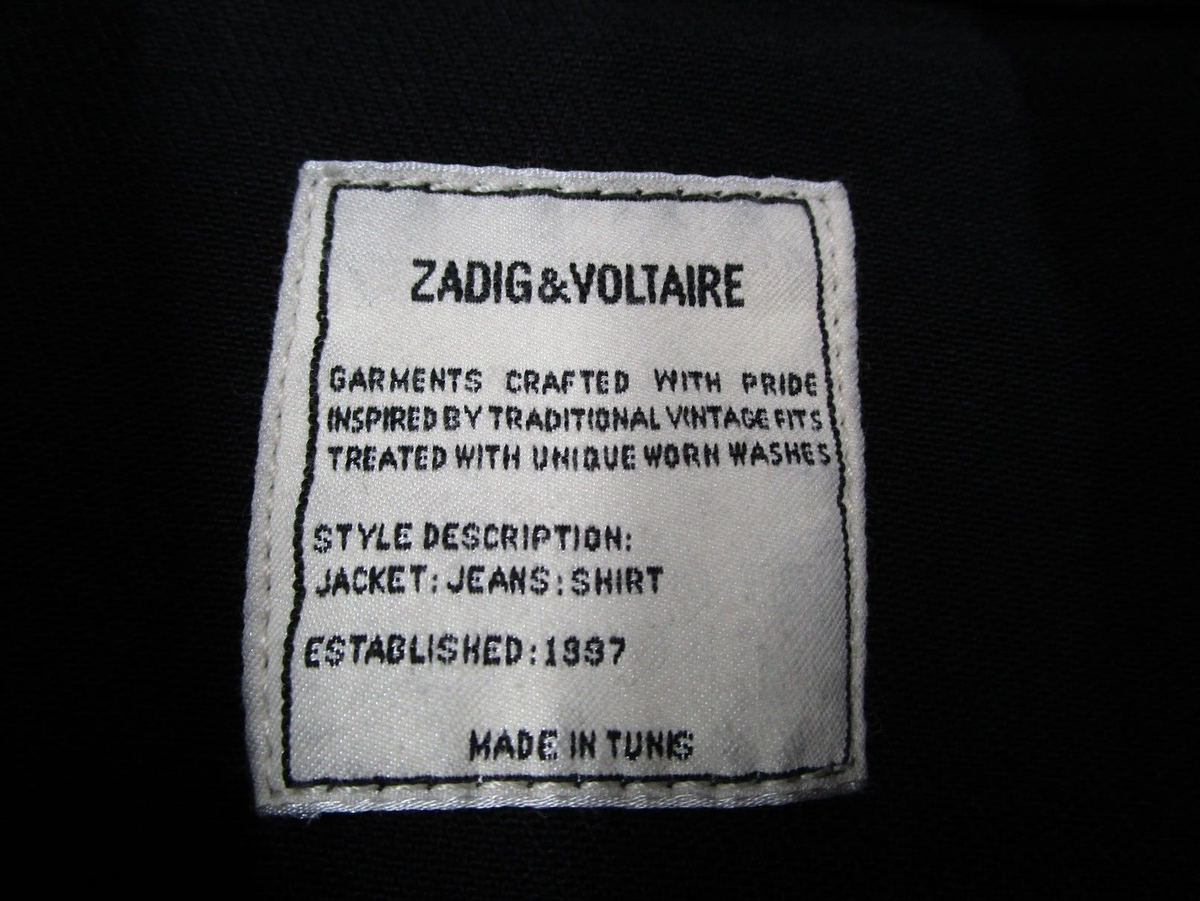 ZADIG&VOLTAIRE
GARMENTS CRAFTED WITH PRIDE
INSPIRED BY TRADITIONAL VINTAGE FITS
TREATED WITH UNIQUE WORN WASHES
STYLE DESCRIPTION:
JACKET: JEANS: SHIRT
ESTABLISHED: 1997
MADE IN TUNIS